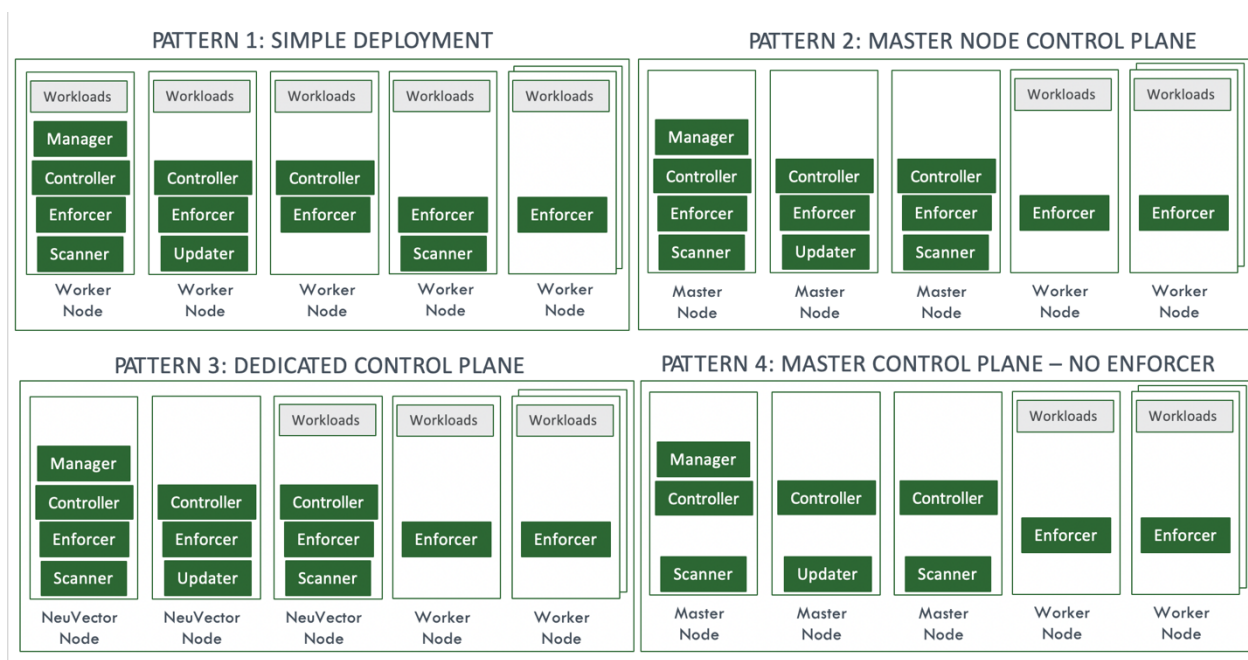 PATTERN 1: SIMPLE DEPLOYMENT
Workloads
Manager
Controller
Enforcer
Scanner
Worker
Node
Workloads
Controller
Enforcer
Updater
Worker
Node
Workloads
Controller
Enforcer
Worker
Node
Workloads
Enforcer
Scanner
Worker
Node
Workloads
Enforcer
Worker
Node
PATTERN 2: MASTER NODE CONTROL PLANE
Manager
Controller
Enforcer
Scanner
Master
Node
Controller
Enforcer
Updater
Master
Node
Controller
Enforcer
Scanner
Master
Node
Workloads
Enforcer
Worker
Node
Workloads
Enforcer
Worker
Node
PATTERN 3: DEDICATED CONTROL PLANE
Manager
Controller
Enforcer
Scanner
NeuVector
Node
Controller
Enforcer
Updater
NeuVector
Node
Workloads
Controller
Enforcer
Scanner
NeuVector
Node
Workloads
Enforcer
Worker
Node
Workloads
Enforcer
Worker
Node
PATTERN 4: MASTER CONTROL PLANE – NO ENFORCER
Manager
Controller
Scanner
Master
Node
Controller
Updater
Master
Node
Controller
Scanner
Master
Node
Workloads
Enforcer
Worker
Node
Workloads
Enforcer
Worker
Node